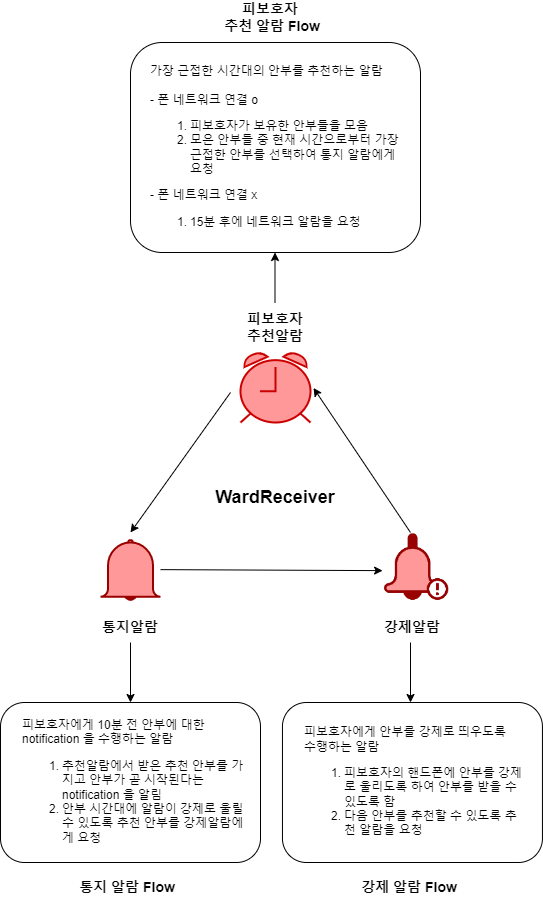 피보호자
추천 알람 Flow
가장 근접한 시간대의 안부를 추천하는 알람
- 폰 네트워크 연결 o
1. 피보호자가 보유한 안부들을 모음
2. 모은 안부들 중 현재 시간으로부터 가장
근접한 안부를 선택하여 통지 알람에게
요청
- 폰 네트워크 연결 x
1. 15분 후에 네트워크 알람을 요청
피보호자
추천알람
WardReceiver
통지알람
강제알람
피보호자에게 10분 전 안부에 대한
notification 을 수행하는 알람
1. 추천알람에서 받은 추천 안부를 가
지고 안부가 곧 시작된다는
notification 을 알림
2. 안부 시간대에 알람이 강제로 울릴
수 있도록 추천 안부를 강제알람에
게 요청
통지 알람 Flow
피보호자에게 안부를 강제로 띄우도록
수행하는 알람
1. 피보호자의 핸드폰에 안부를 강제
로 울리도록 하여 안부를 받을 수
있도록 함
2. 다음 안부를 추천할 수 있도록 추
천 알람을 요청
강제 알람 Flow